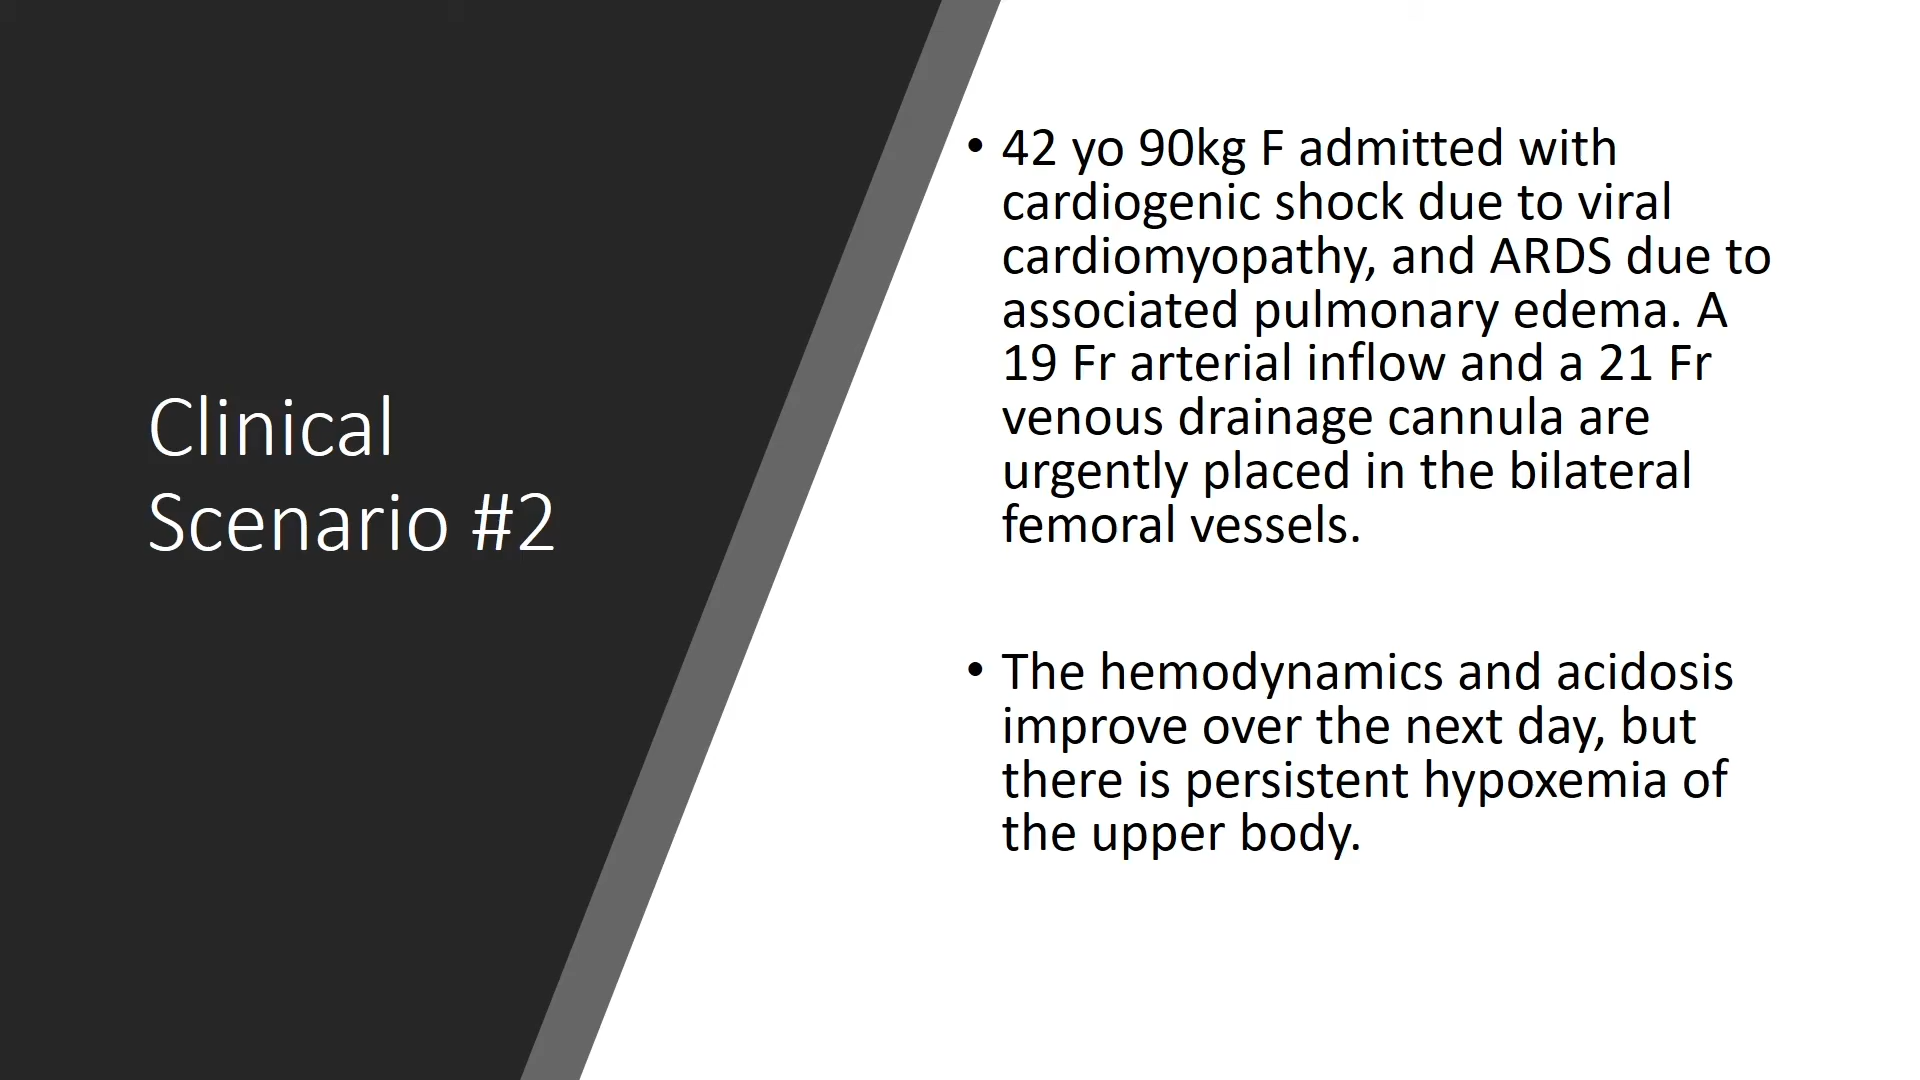 Clinical
Scenario #2
• 42 yo 90kg F admitted with
cardiogenic shock due to viral
cardiomyopathy, and ARDS due to
associated pulmonary edema. A
19 Fr arterial inflow and a 21 Fr
venous drainage cannula are
urgently placed in the bilateral
femoral vessels.
• The hemodynamics and acidosis
improve over the next day, but
there is persistent hypoxemia of
the upper body.